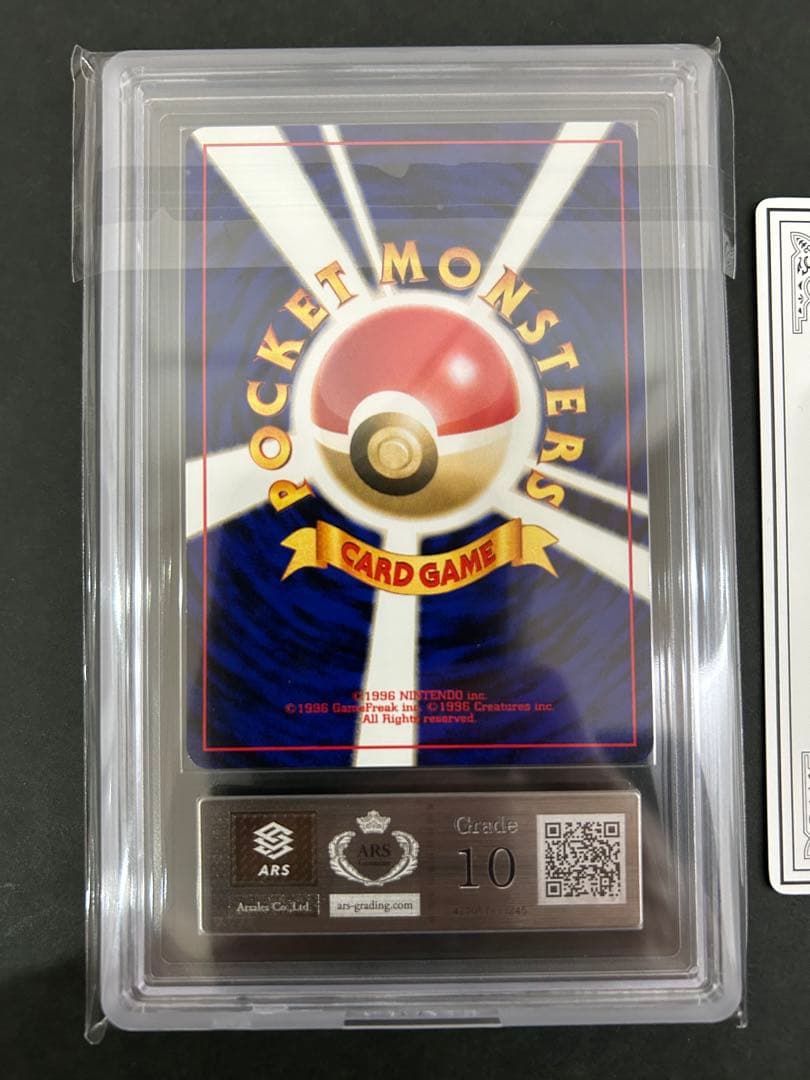 POCKET MONSTERS
CARD GAME
©1996 NINTENDO inc.
©1996 GameFreak inc. ©1996 Creatures inc.
All Rights reserved.
ARS
Arsales Co.,Ltd.
ARS
ars-grading.com
Grade
10